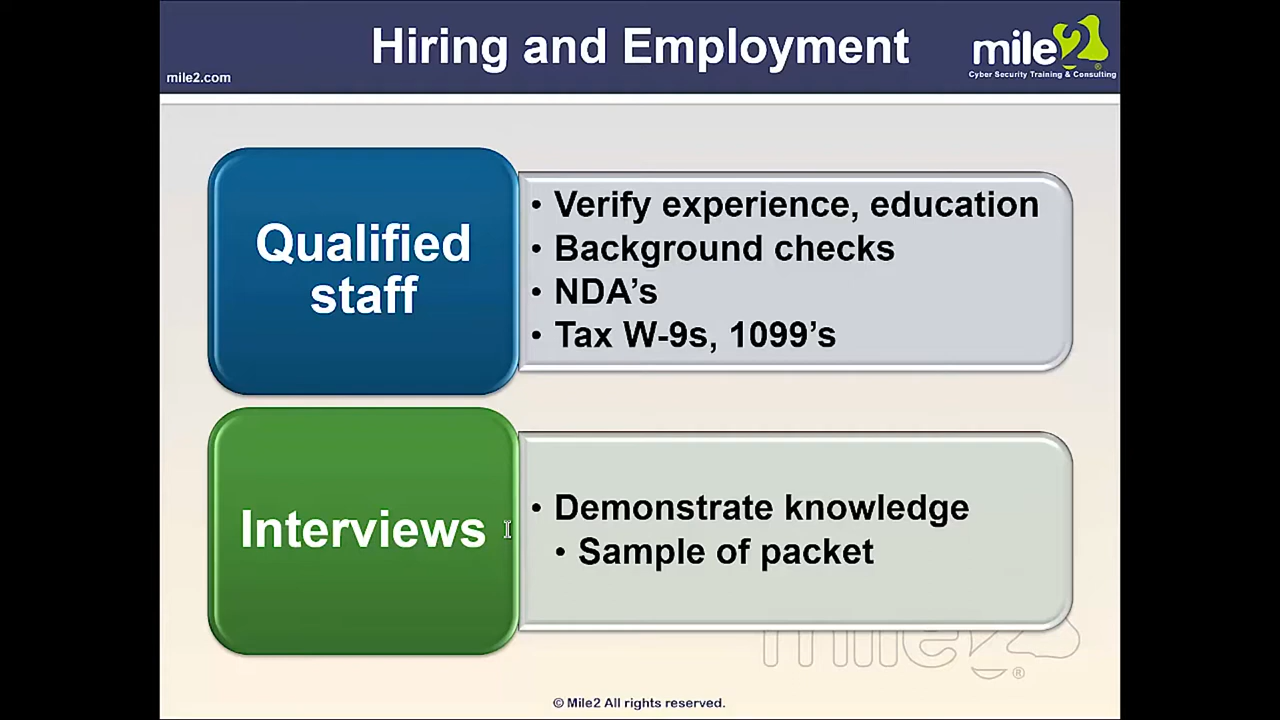 Hiring and Employment
mile2
mile2.com
Cyber Security Training & Consulting
Qualified
staff
• Verify experience, education
• Background checks
• NDA’s
• Tax W-9s, 1099’s
Interviews
• Demonstrate knowledge
• Sample of packet
mile2®
© Mile2 All rights reserved.